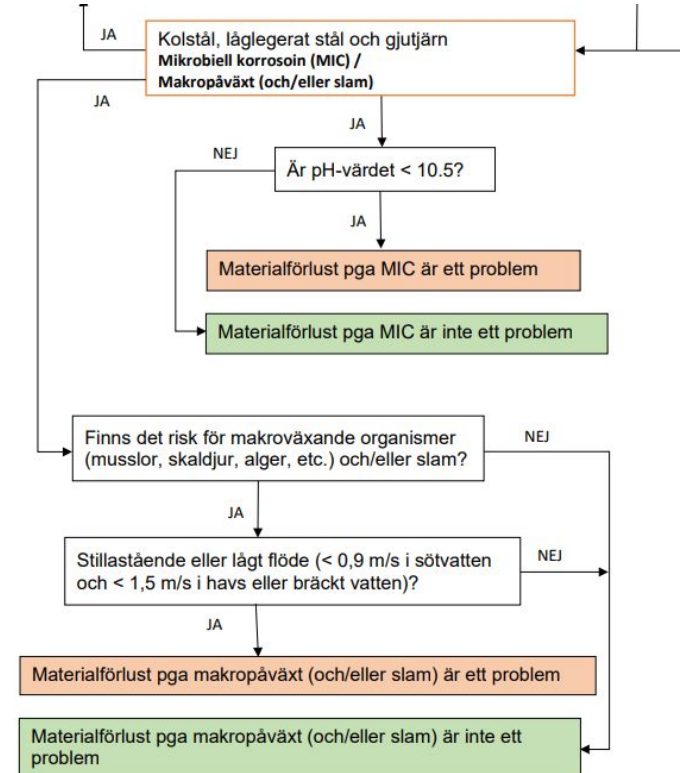 JA
Kolstål, låglegerat stål och gjutjärn
Mikrobiell korrosoin (MIC) /
Makropåväxt (och/eller slam)
JA
JA
NEJ
Är pH-värdet < 10.5?
JA
Materialförlust pga MIC är ett problem
Materialförlust pga MIC är inte ett problem
Finns det risk för makroväxande organismer
(musslor, skaldjur, alger, etc.) och/eller slam?
NEJ
JA
Stillastående eller lågt flöde (< 0,9 m/s i sötvatten
och < 1,5 m/s i havs eller bräckt vatten)?
NEJ
JA
Materialförlust pga makropåväxt (och/eller slam) är ett problem
Materialförlust pga makropåväxt (och/eller slam) är inte ett
problem